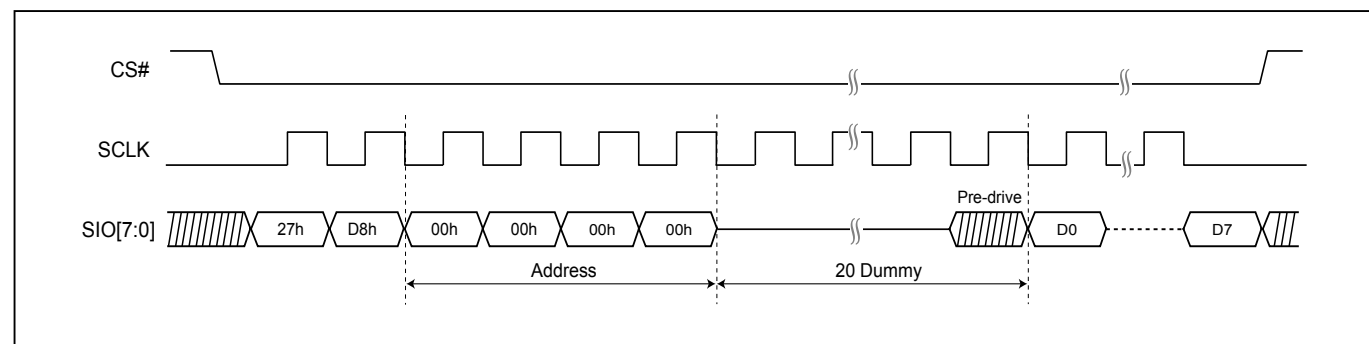 CS#
SCLK
Pre-drive
SIO[7:0] 27h D8h 00h 00h 00h 00h D0 D7
Address 20 Dummy